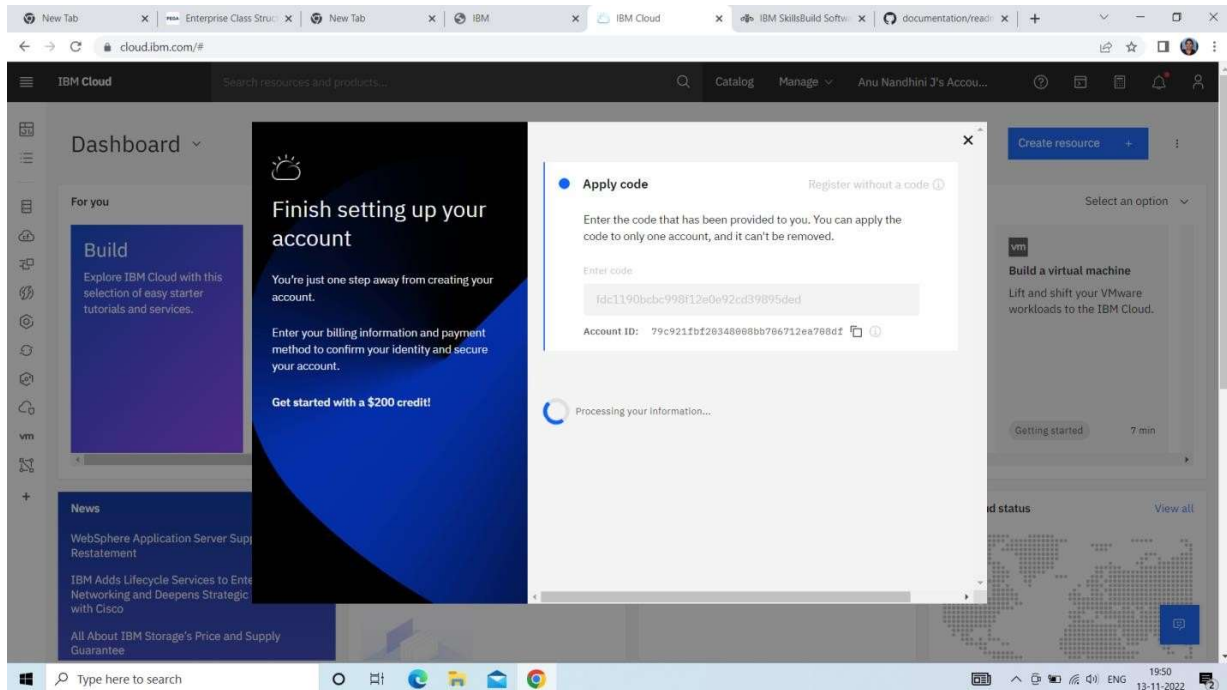 New Tab
Enterprise Class Struc
New Tab
IBM
IBM Cloud
IBM SkillsBuild Softw
documentation/read
cloud.ibm.com/#
IBM Cloud
Search resources and products...
Catalog
Manage
Anu Nandhini J's Accou...
Dashboard
Create resource +
For you
Select an option
Build
Explore IBM Cloud with this
selection of easy starter
tutorials and services.
Finish setting up your
account
You're just one step away from creating your
account.
Enter your billing information and payment
method to confirm your identity and secure
your account.
Get started with a $200 credit!
Apply code
Register without a code
Enter the code that has been provided to you. You can apply the
code to only one account, and it can't be removed.
Enter code
fdc1190bcbc998f12e0e92cd39895ded
Account ID: 79c921fbf20348008bb706712ea708df
Processing your information...
vm
Build a virtual machine
Lift and shift your VMware
workloads to the IBM Cloud.
Getting started
7 min
vm
News
WebSphere Application Server Supp
Restatement
IBM Adds Lifecycle Services to Ente
Networking and Deepens Strategic
with Cisco
All About IBM Storage's Price and Supply
Guarantee
d status
View all
Type here to search
ENG
19:50
13-11-2022
2